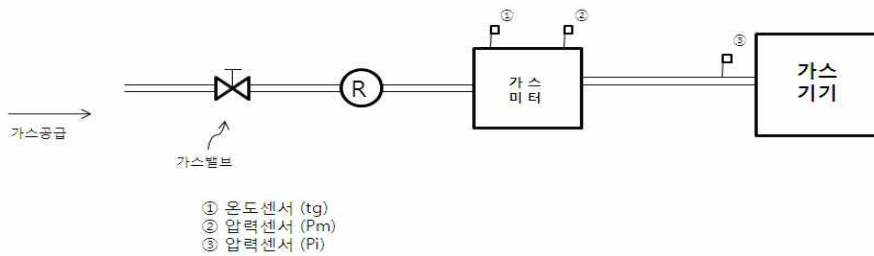 ① ②
③
R
가스
미터
가스
기기
가스공급
가스밸브
① 온도센서 (tg)
② 압력센서 (Pm)
③ 압력센서 (Pi)